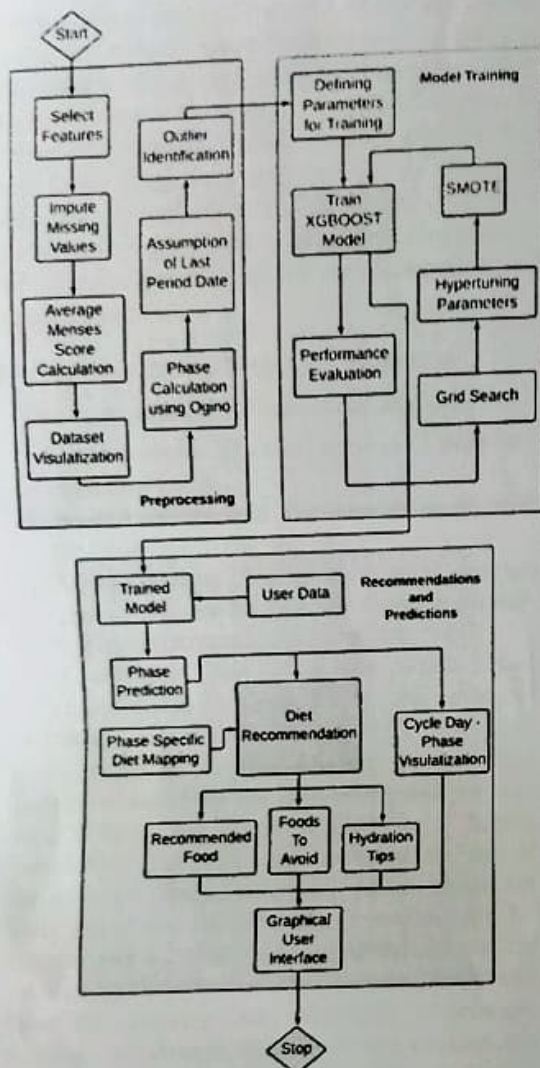 Start
Select
Features
Impute
Missing
Values
Average
Menses
Score
Calculation
Dataset
Visulatization
Phase
Calculation
using Ogino
Assumption
of Last
Period Date
Outlier
Identification
Preprocessing
Model Training
Defining
Parameters
for Training
Train
XGBOOST
Model
Performance
Evaluation
Grid Search
Hypertuning
Parameters
SMOTE
Recommendations
and
Predictions
Trained
Model
User Data
Phase
Prediction
Phase Specific
Diet Mapping
Diet
Recommendation
Cycle Day -
Phase
Visulatization
Recommended
Food
Foods
To
Avoid
Hydration
Tips
Graphical
User
Interface
Stop